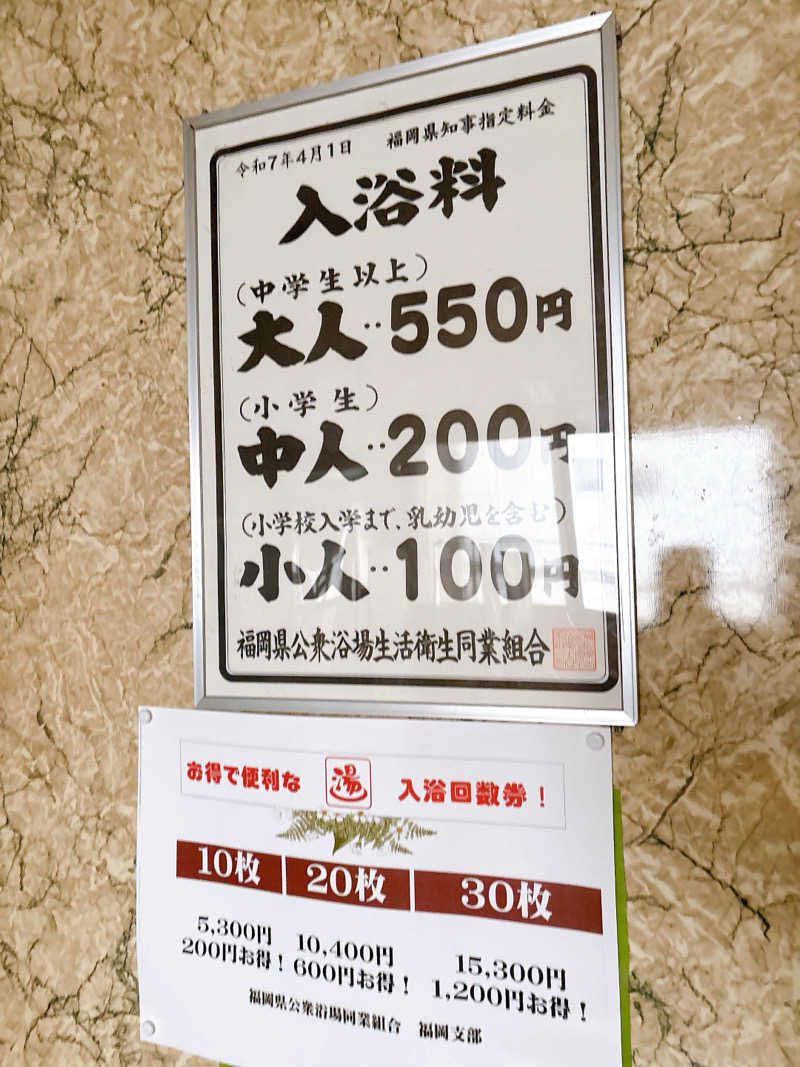 令和7年4月1日 福岡県知事指定料金
入浴料
(中学生以上)
大人‥550円
(小学生)
中人‥200円
(小学校入学まで、乳幼児を含む)
小人‥100円
福岡県公衆浴場生活衛生同業組合
お得で便利な 湯 入浴回数券!
10枚 20枚 30枚
5,300円 10,400円 15,300円
200円お得! 600円お得! 1,200円お得!
福岡県公衆浴場同業組合 福岡支部